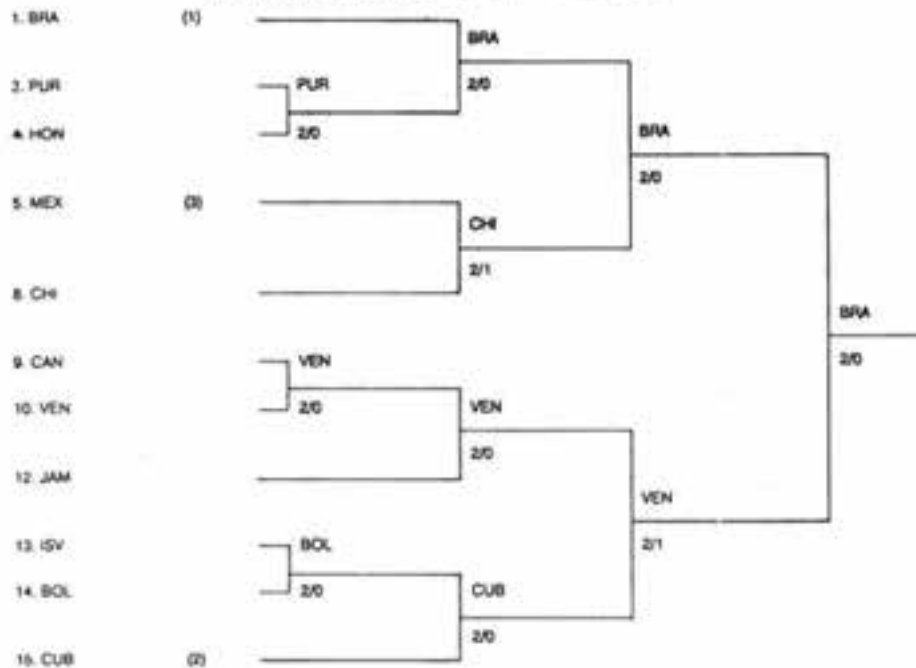 1. BRA (1)
BRA
2. PUR
PUR
2/0
4. HON
2/0
BRA
5. MEX (3)
2/0
CHI
2/1
8. CHI
BRA
9. CAN
VEN
2/0
10. VEN
2/0
VEN
2/0
12. JAM
VEN
13. ISV
BOL
2/1
14. BOL
2/0
CUB
2/0
15. CUB (2)